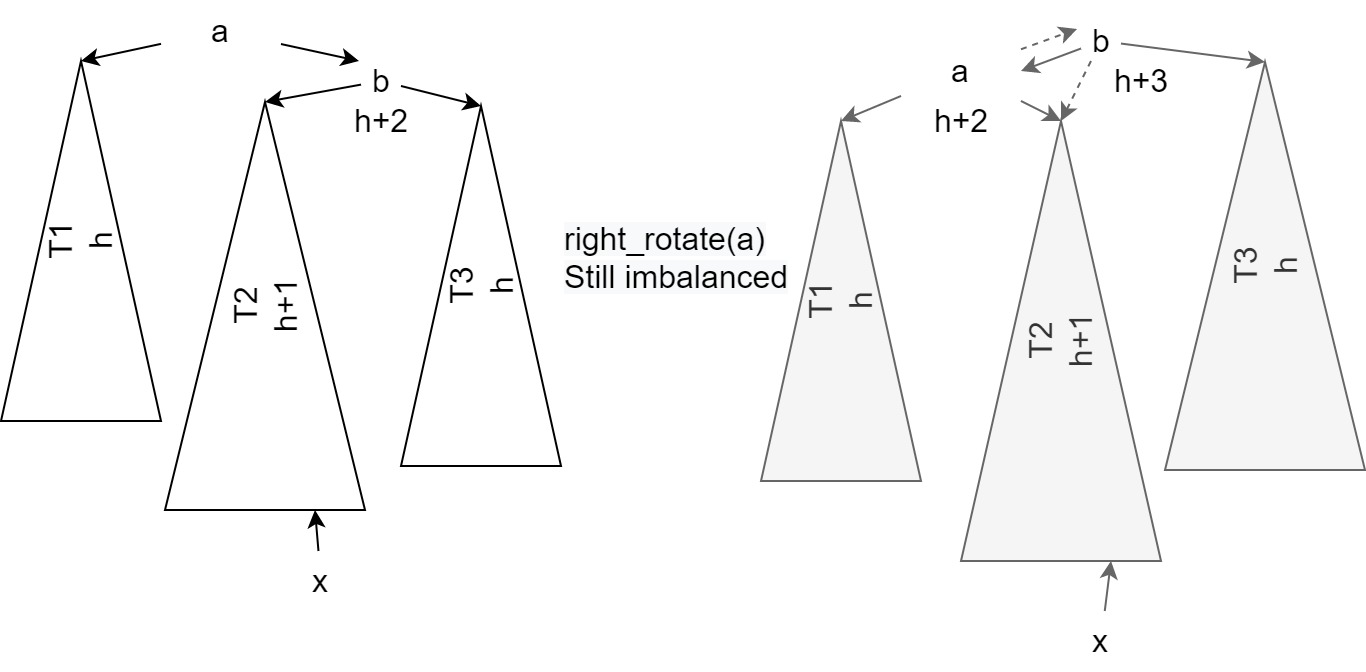 a
b
h+2
T1
h
T2
h+1
T3
h
x
right_rotate(a)
Still imbalanced
b
h+3
a
h+2
T1
h
T2
h+1
T3
h
x